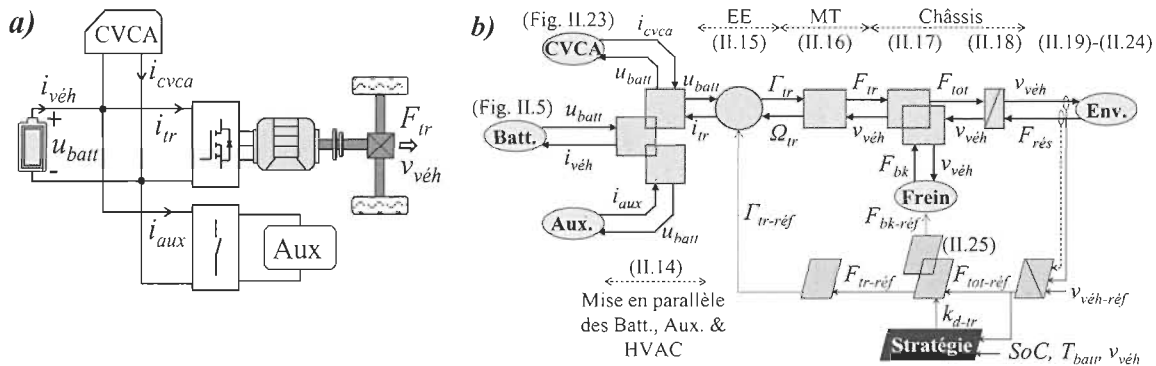 a)
CVCA
i_cvca
i_véh
+
i_tr
u_batt
-
F_tr
v_véh
i_aux
Aux
b)
(Fig. II.23)
i_cvca
EE
MT
Châssis
(II.15)
(II.16)
(II.17)
(II.18)
(II.19)-(II.24)
CVCA
u_batt
u_batt
Γ_tr
F_tr
F_tot
v_véh
(Fig. II.5)
u_batt
Batt.
Env.
i_véh
i_tr
Ω_tr
v_véh
v_véh
F_rés
F_bk
v_véh
i_aux
Frein
Aux.
u_batt
Γ_tr-réf
F_bk-réf
(II.25)
(II.14)
F_tr-réf
F_tot-réf
v_véh-réf
Mise en parallèle
des Batt., Aux. &
HVAC
k_d-tr
Stratégie
SoC, T_batt, v_véh